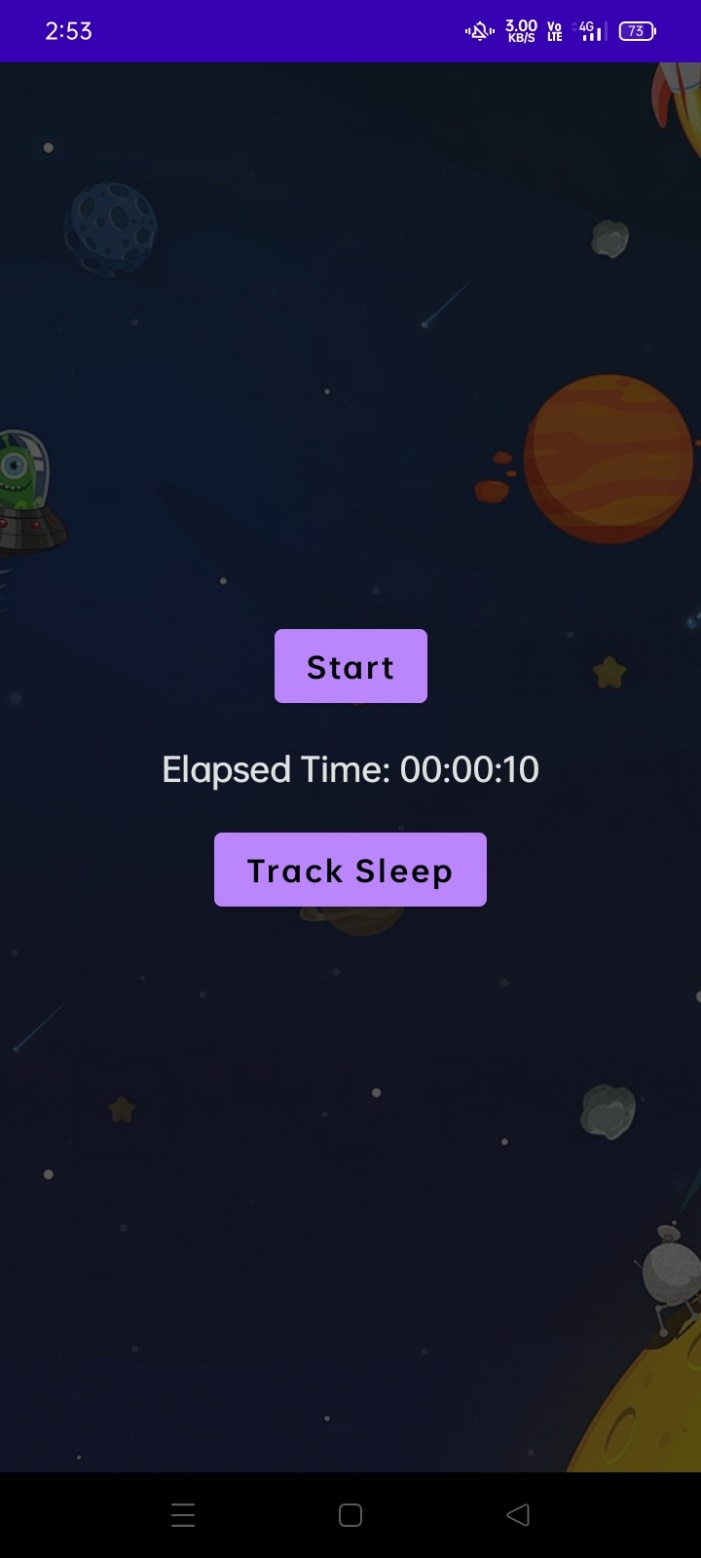 2:53
3.00
KB/S
Vo
LTE
4G
73
Start
Elapsed Time: 00:00:10
Track Sleep